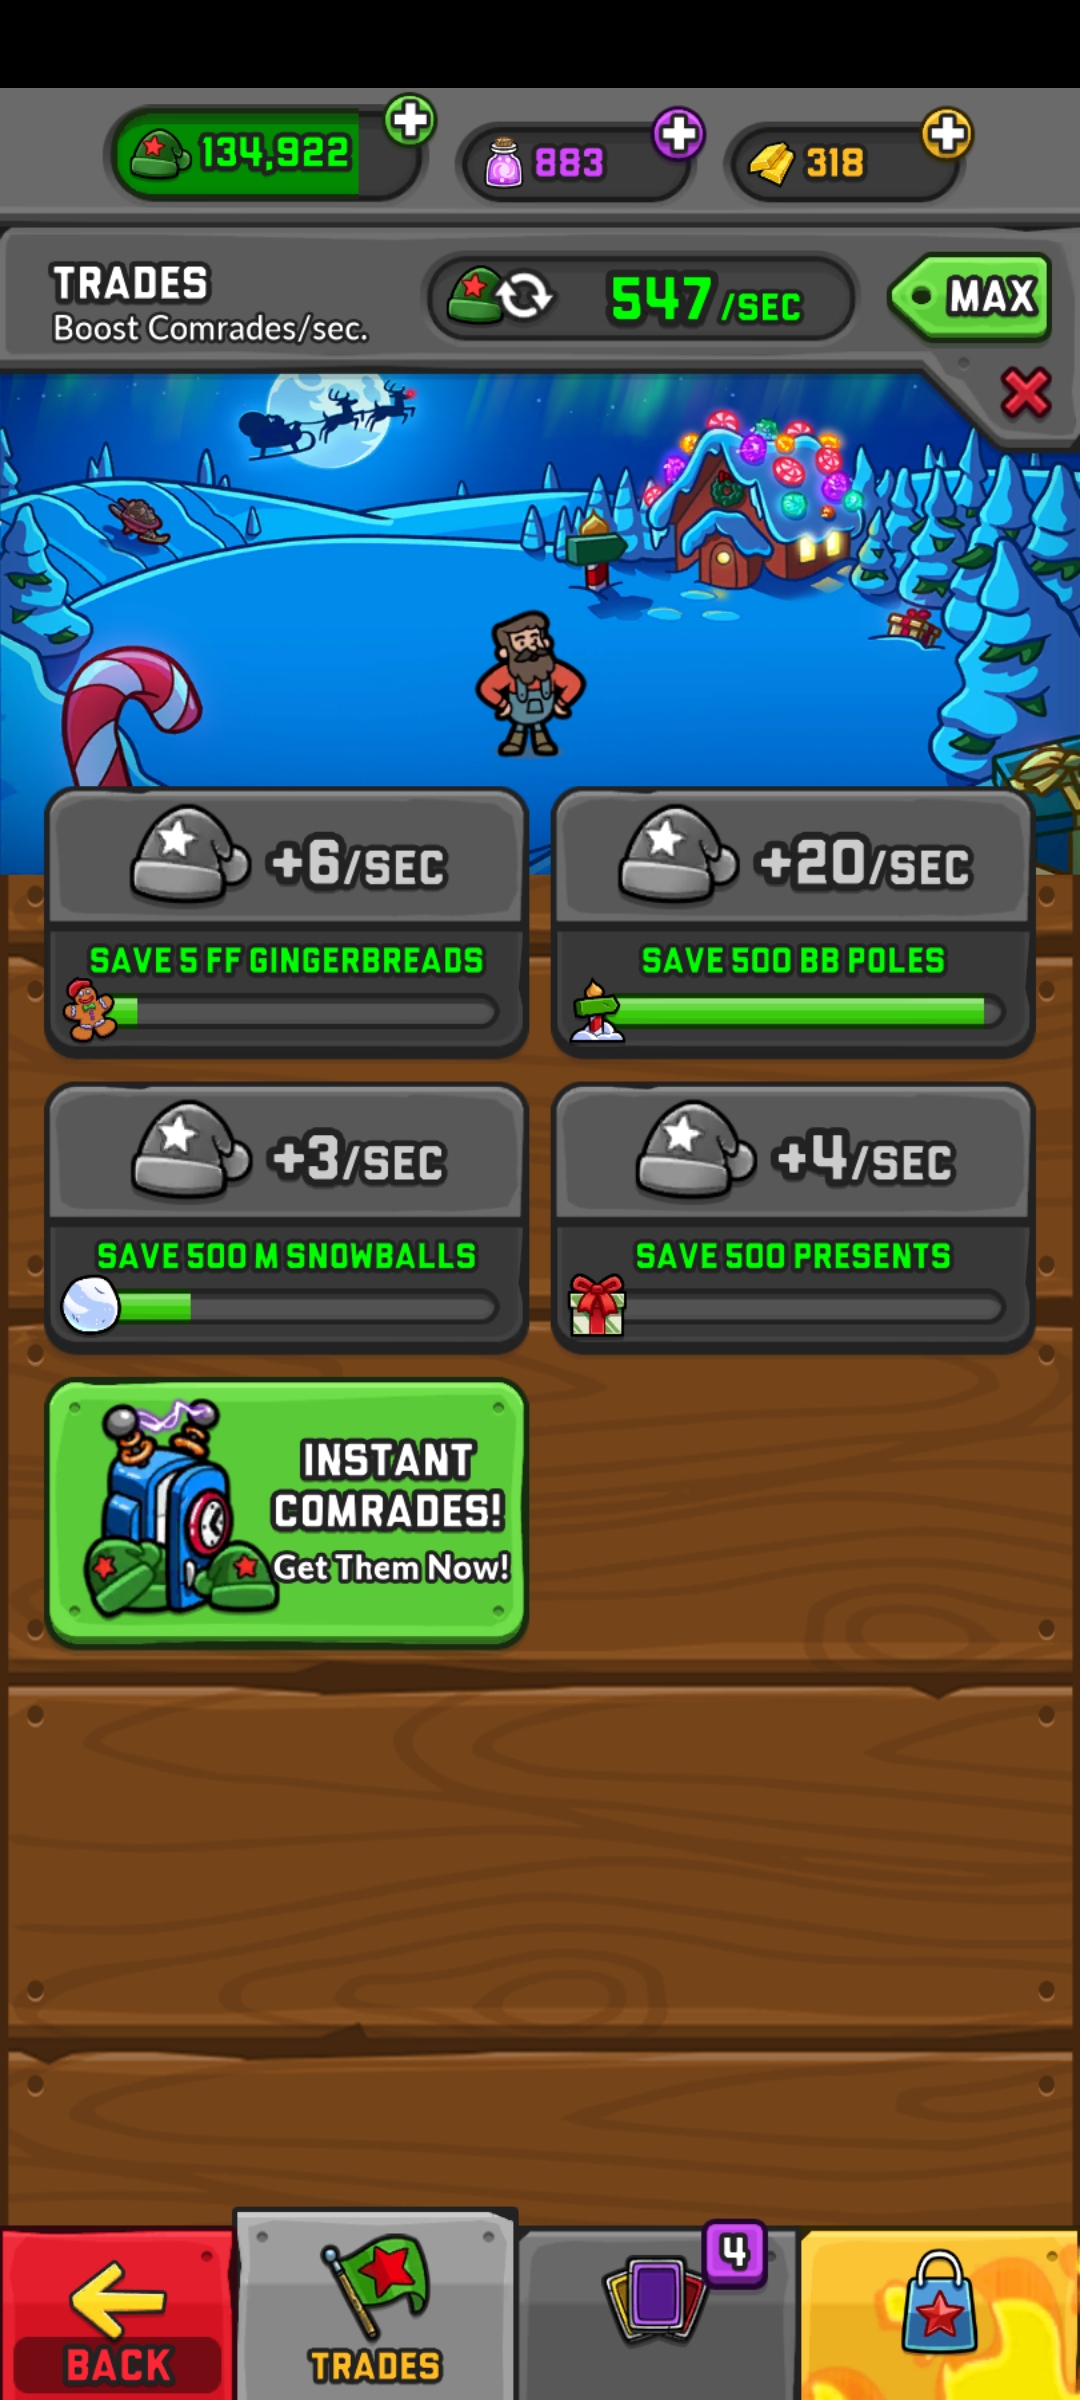 134,922
883
318
TRADES
Boost Comrades/sec.
547/SEC
MAX
+6/SEC
SAVE 5 FF GINGERBREADS
+20/SEC
SAVE 500 BB POLES
+3/SEC
SAVE 500 M SNOWBALLS
+4/SEC
SAVE 500 PRESENTS
INSTANT
COMRADES!
Get Them Now!
BACK
TRADES
4